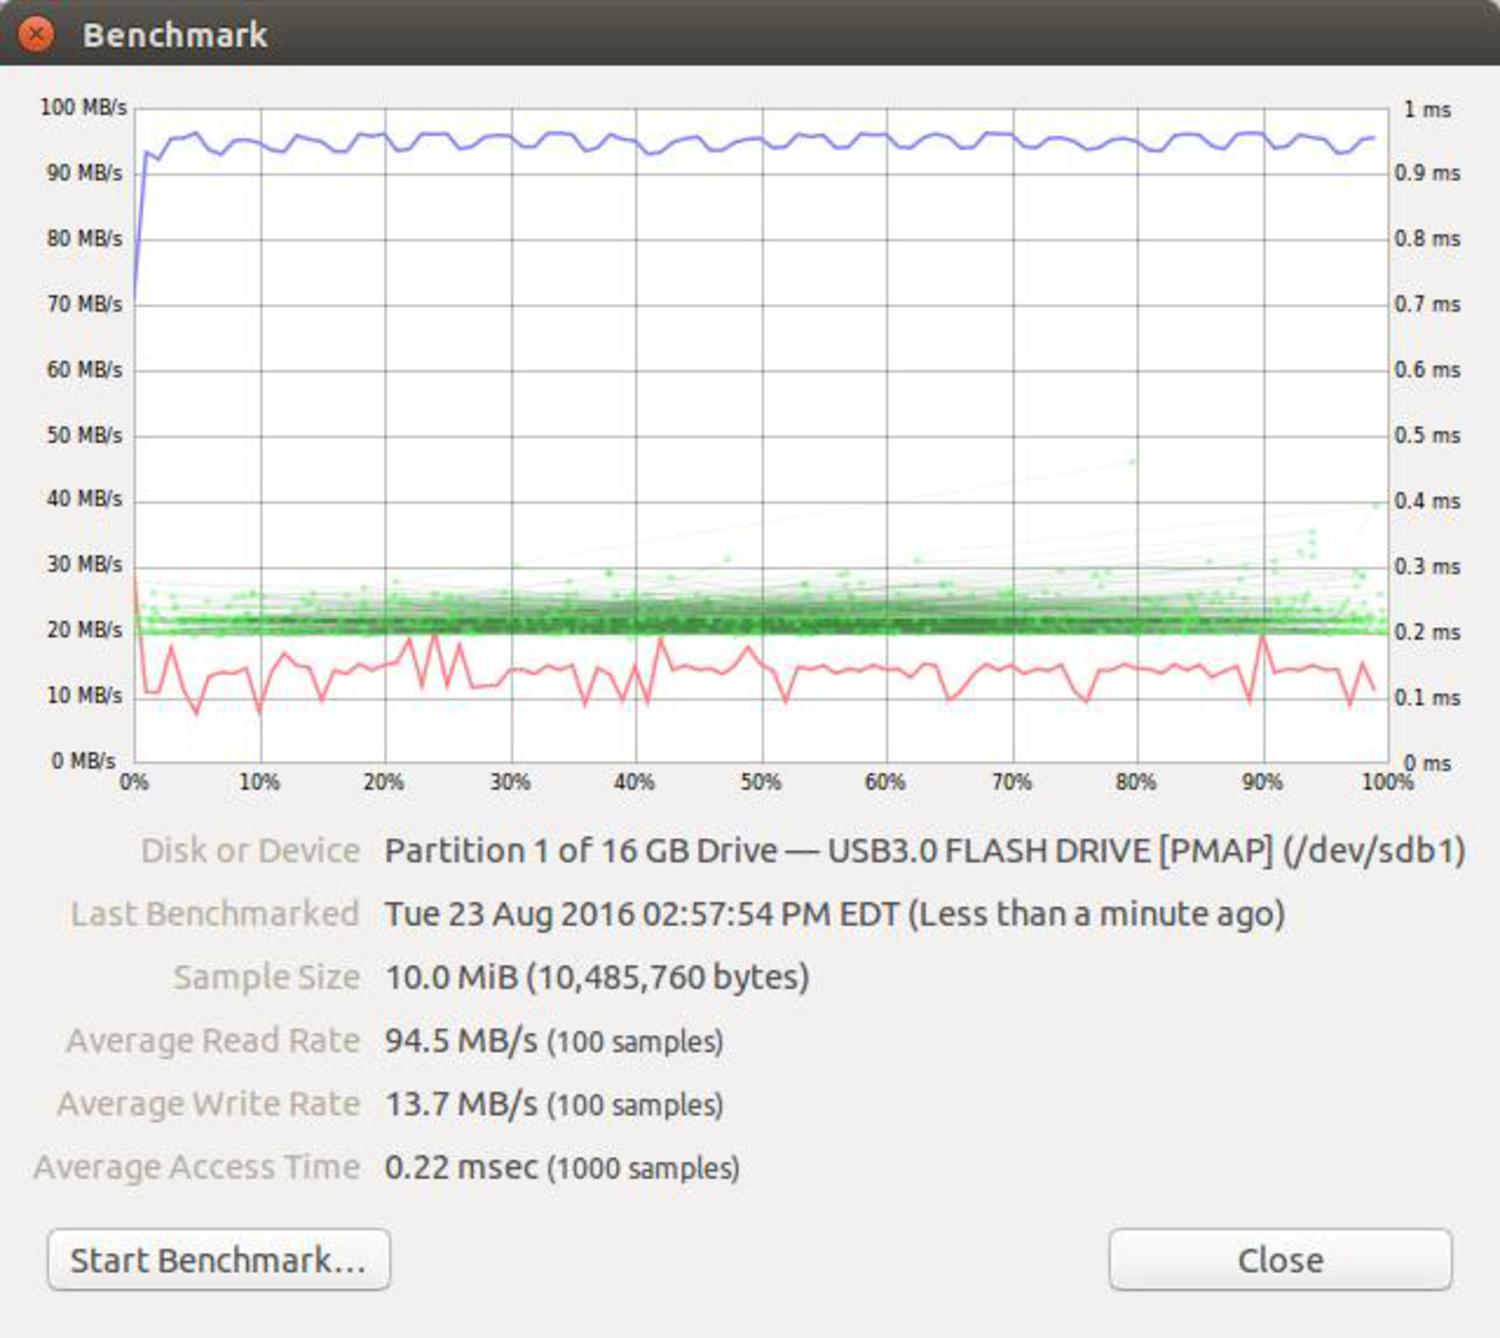 Benchmark
100 MB/s
1 ms
90 MB/s
0.9 ms
80 MB/s
0.8 ms
70 MB/s
0.7 ms
60 MB/s
0.6 ms
50 MB/s
0.5 ms
40 MB/s
0.4 ms
30 MB/s
0.3 ms
20 MB/s
0.2 ms
10 MB/s
0.1 ms
0 MB/s
0 ms
0% 10% 20% 30% 40% 50% 60% 70% 80% 90% 100%
Disk or Device Partition 1 of 16 GB Drive — USB3.0 FLASH DRIVE [PMAP] (/dev/sdb1)
Last Benchmarked Tue 23 Aug 2016 02:57:54 PM EDT (Less than a minute ago)
Sample Size 10.0 MiB (10,485,760 bytes)
Average Read Rate 94.5 MB/s (100 samples)
Average Write Rate 13.7 MB/s (100 samples)
Average Access Time 0.22 msec (1000 samples)
Start Benchmark... Close